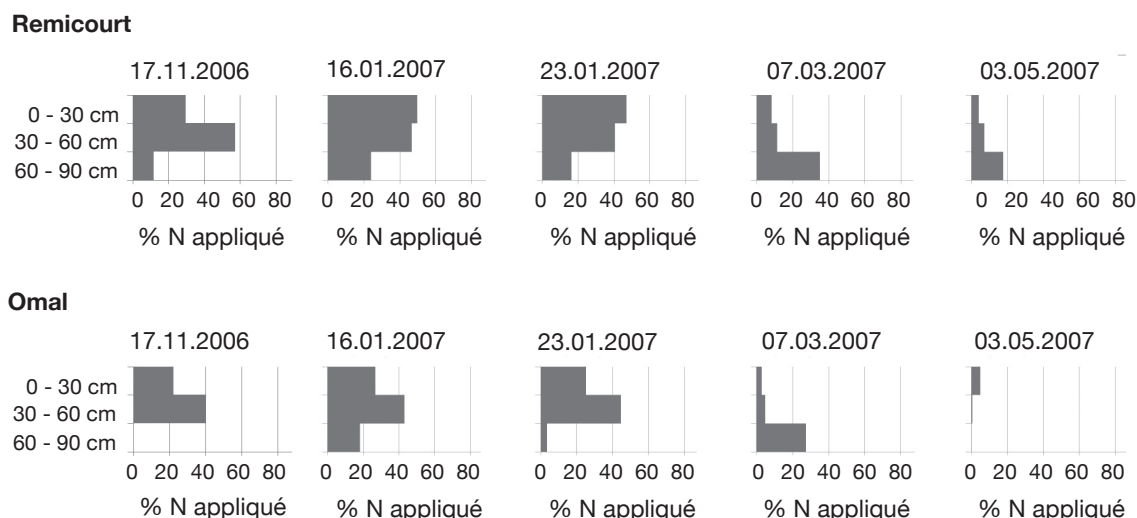 Remicourt
17.11.2006 16.01.2007 23.01.2007 07.03.2007 03.05.2007
0 - 30 cm
30 - 60 cm
60 - 90 cm
0 20 40 60 80 0 20 40 60 80 0 20 40 60 80 0 20 40 60 80 0 20 40 60 80
% N appliqué % N appliqué % N appliqué % N appliqué % N appliqué
Omal
17.11.2006 16.01.2007 23.01.2007 07.03.2007 03.05.2007
0 - 30 cm
30 - 60 cm
60 - 90 cm
0 20 40 60 80 0 20 40 60 80 0 20 40 60 80 0 20 40 60 80 0 20 40 60 80
% N appliqué % N appliqué % N appliqué % N appliqué % N appliqué